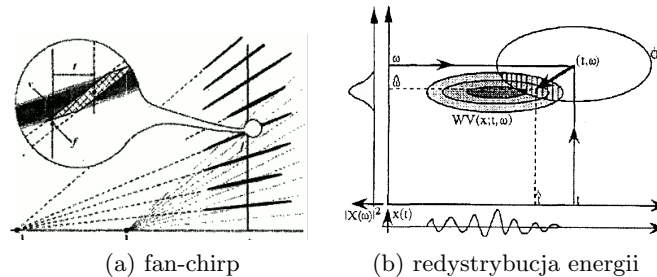 t
v
f
ω
(t,ω)
ω̂
WV(x;t,ω)
|X(ω)|²
x(t)
t̂
t
(a) fan-chirp
(b) redystrybucja energii